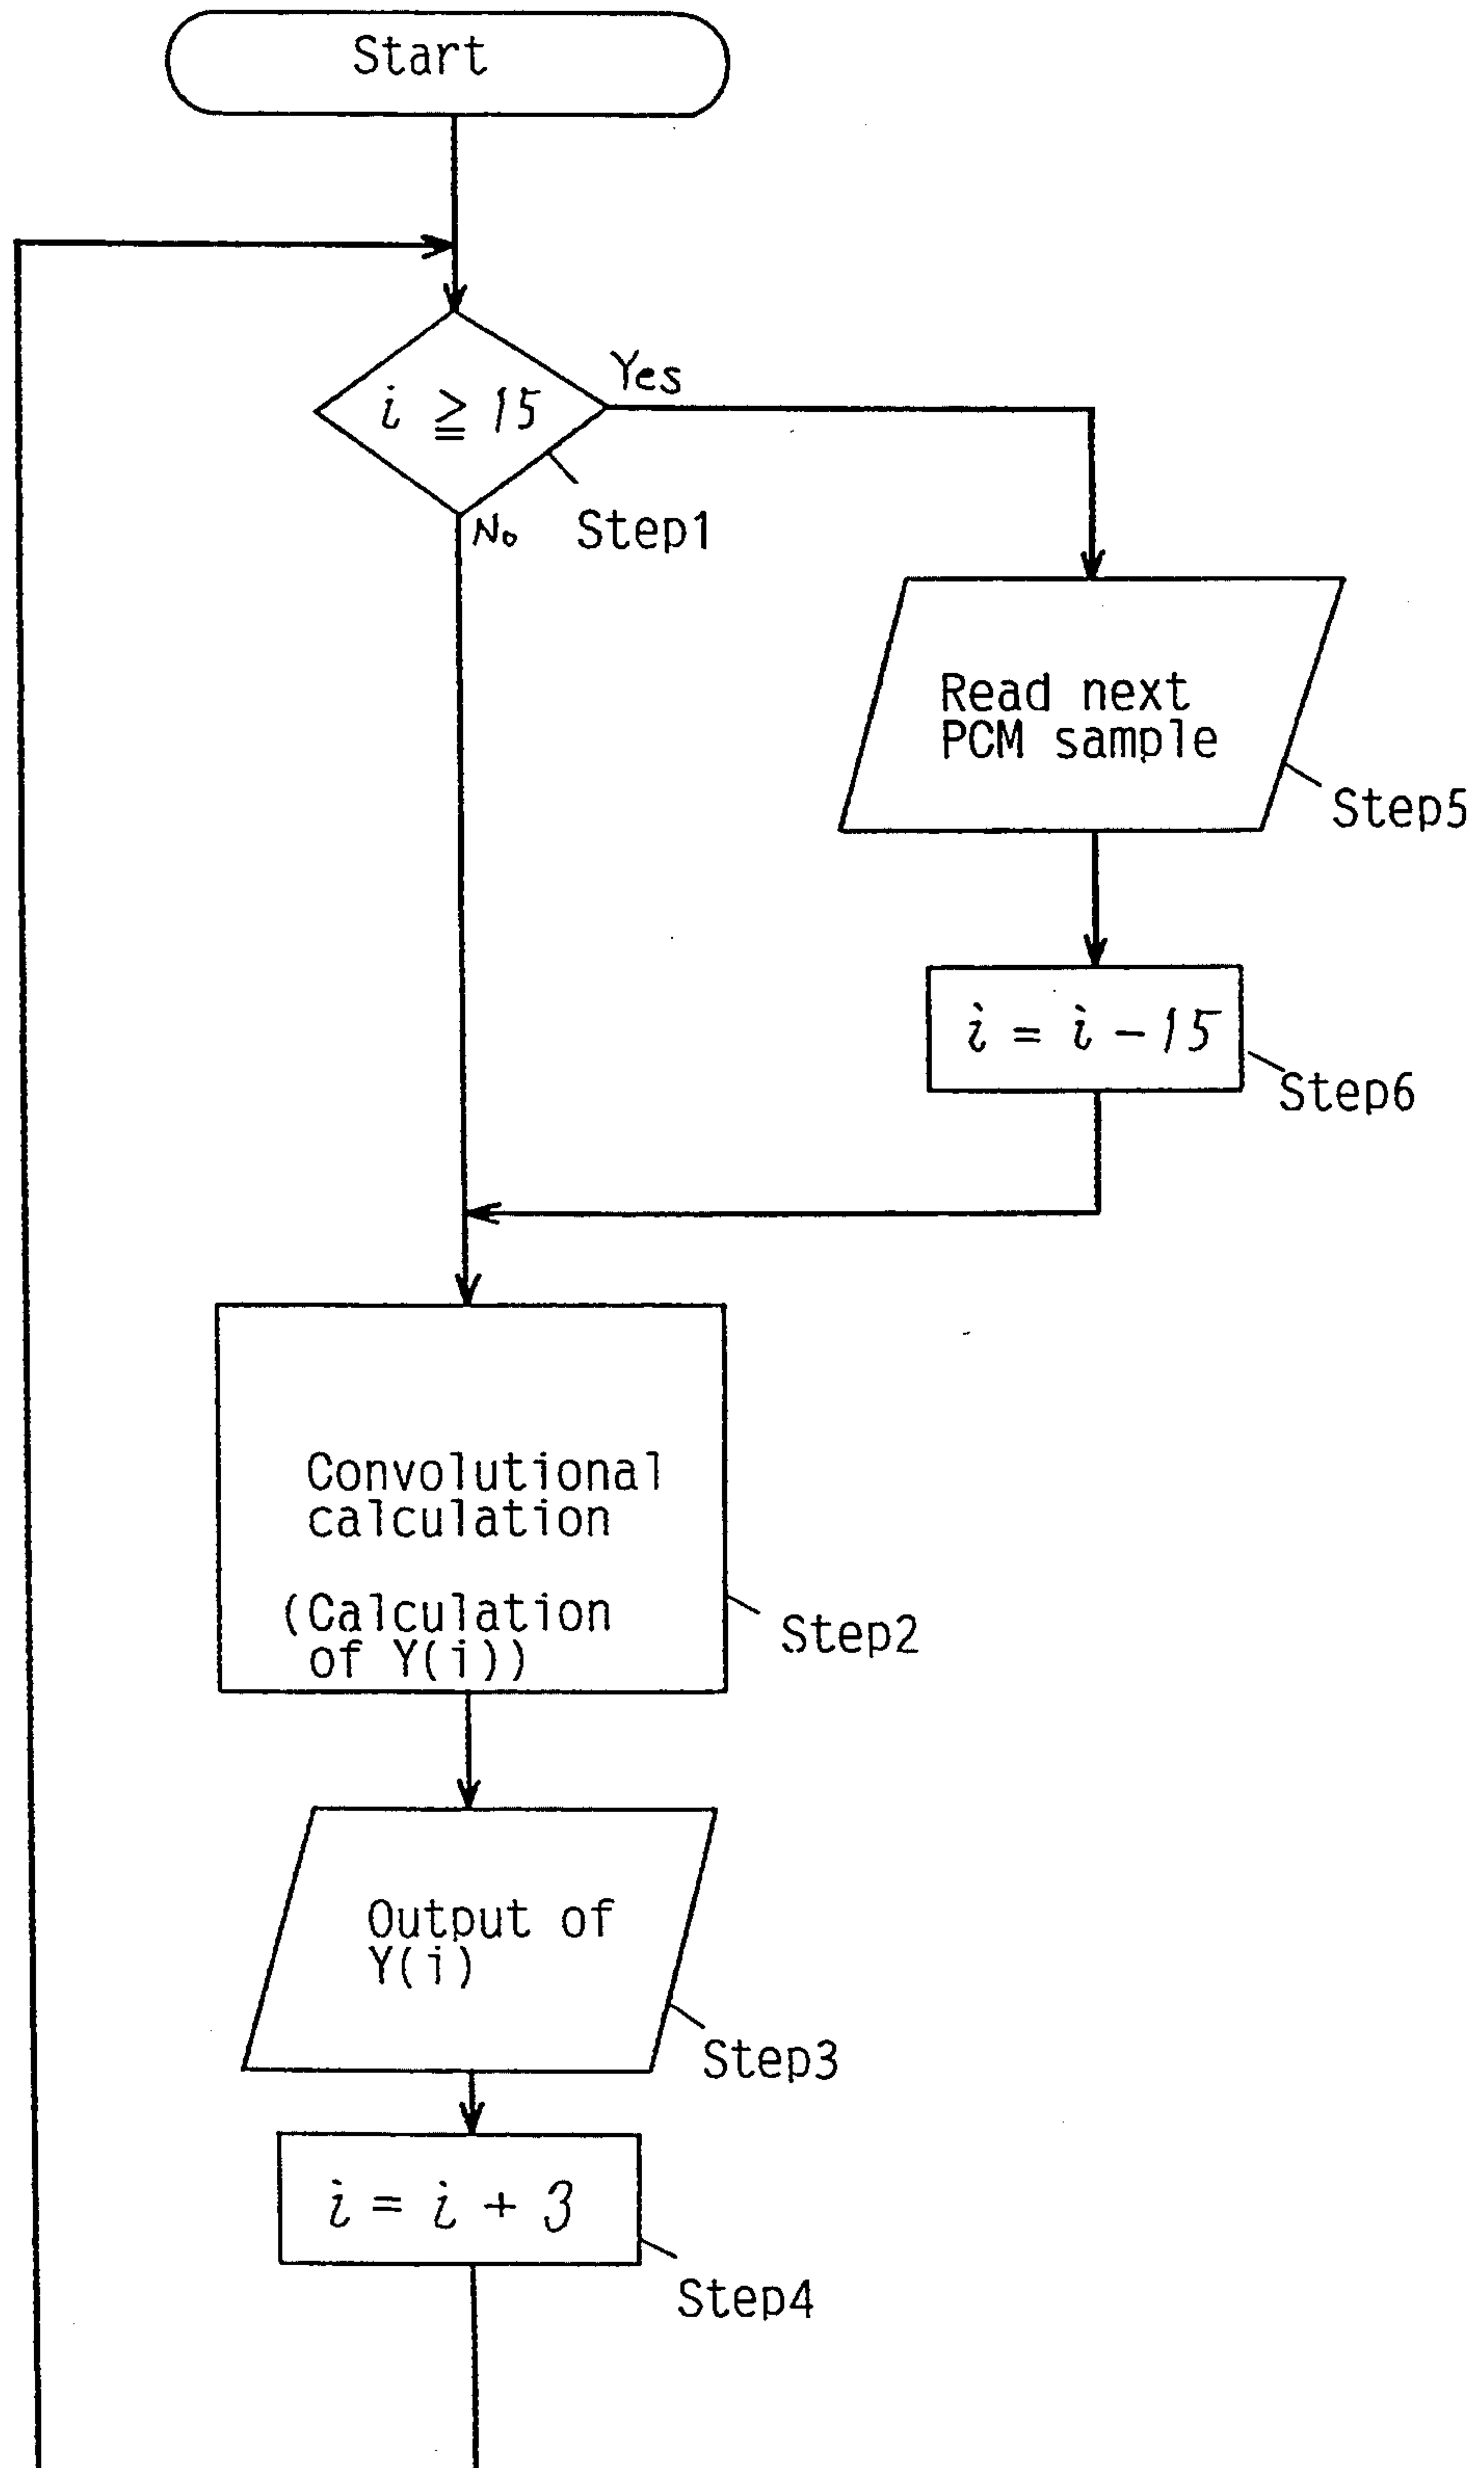 Start
Yes
i ≧ 15
No
Step1
Read next
PCM sample
Step5
i = i - 15
Step6
Convolutional
calculation
(Calculation
of Y(i))
Step2
Output of
Y(i)
Step3
i = i + 3
Step4